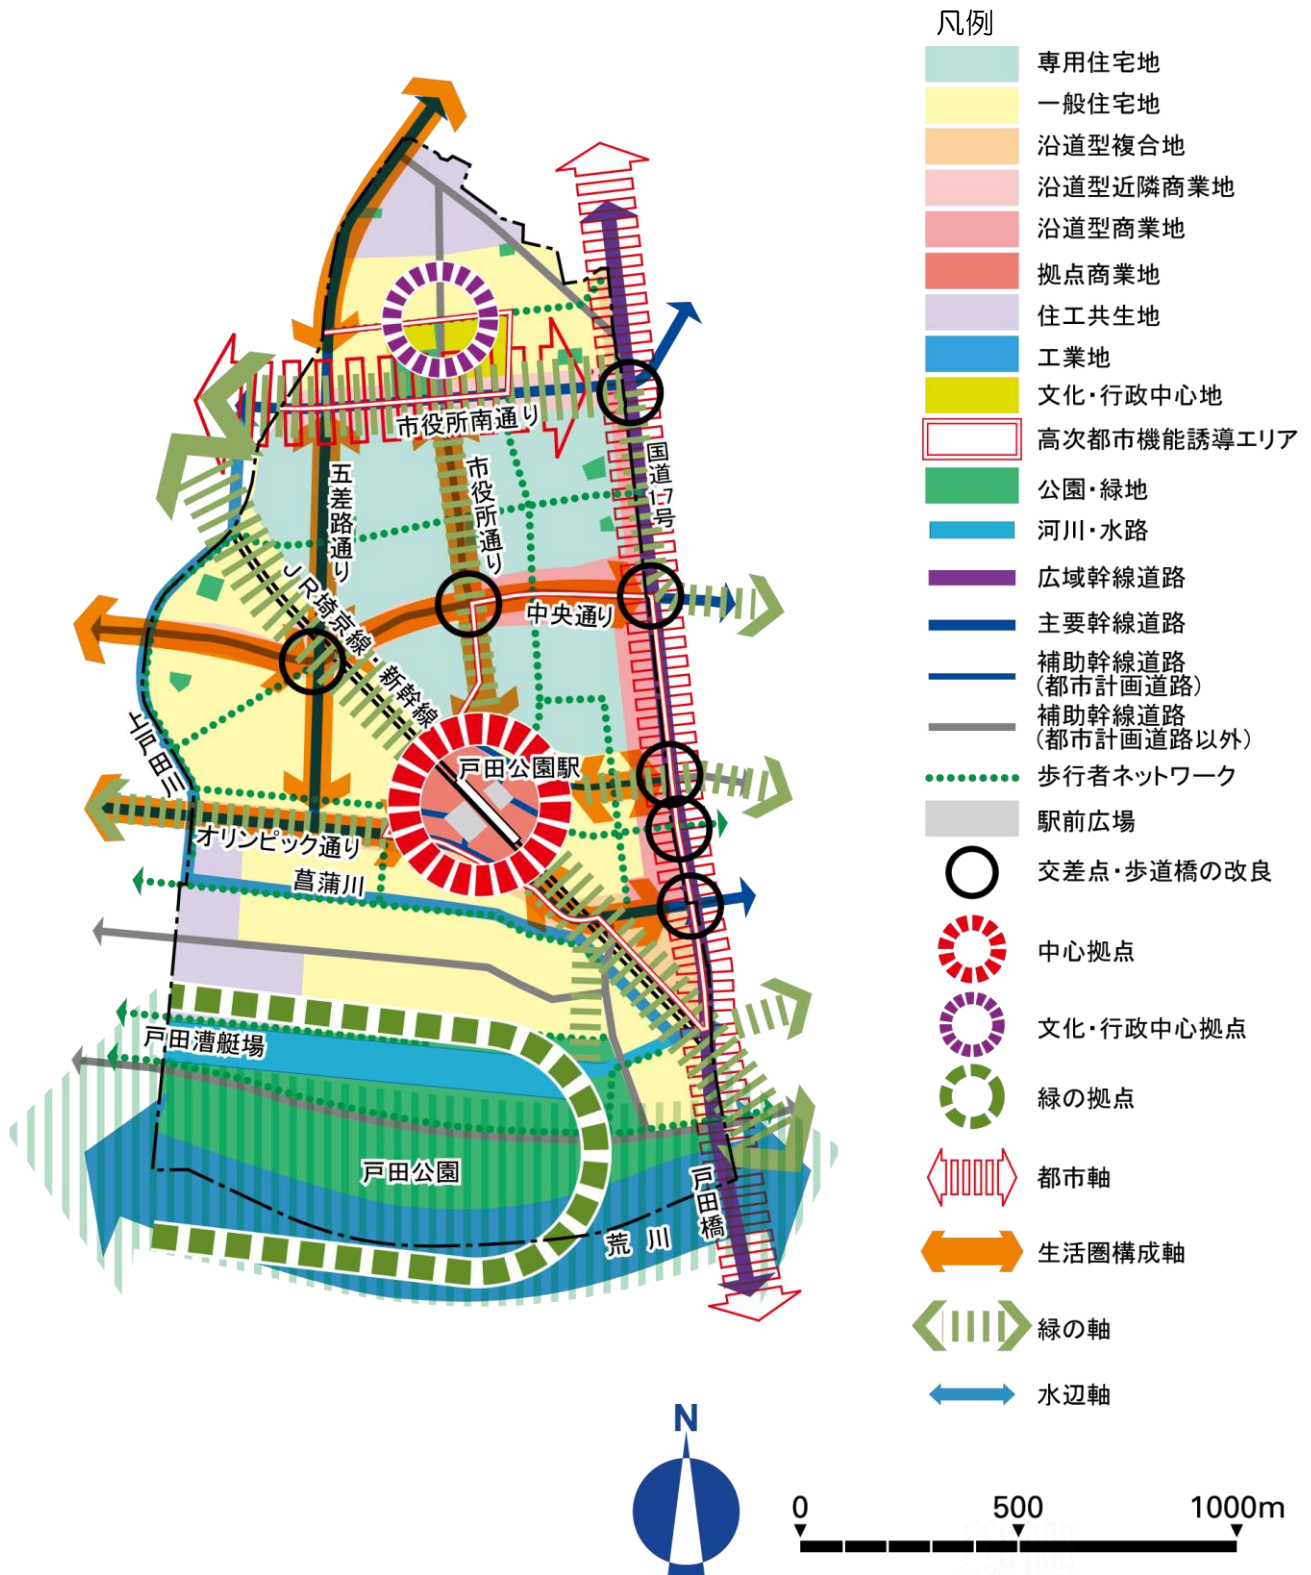 凡例
専用住宅地
一般住宅地
沿道型複合地
沿道型近隣商業地
沿道型商業地
拠点商業地
住工共生地
工業地
文化・行政中心地
高次都市機能誘導エリア
公園・緑地
河川・水路
広域幹線道路
主要幹線道路
補助幹線道路
(都市計画道路)
補助幹線道路
(都市計画道路以外)
歩行者ネットワーク
駅前広場
交差点・歩道橋の改良
中心拠点
文化・行政中心拠点
緑の拠点
都市軸
生活圏構成軸
緑の軸
水辺軸
市役所南通り
国道17号
五差路通り
市役所通り
JR埼京線・新幹線
中央通り
上戸田川
戸田公園駅
オリンピック通り
菖蒲川
戸田漕艇場
戸田公園
戸田橋
荒川
N
0 500 1000m